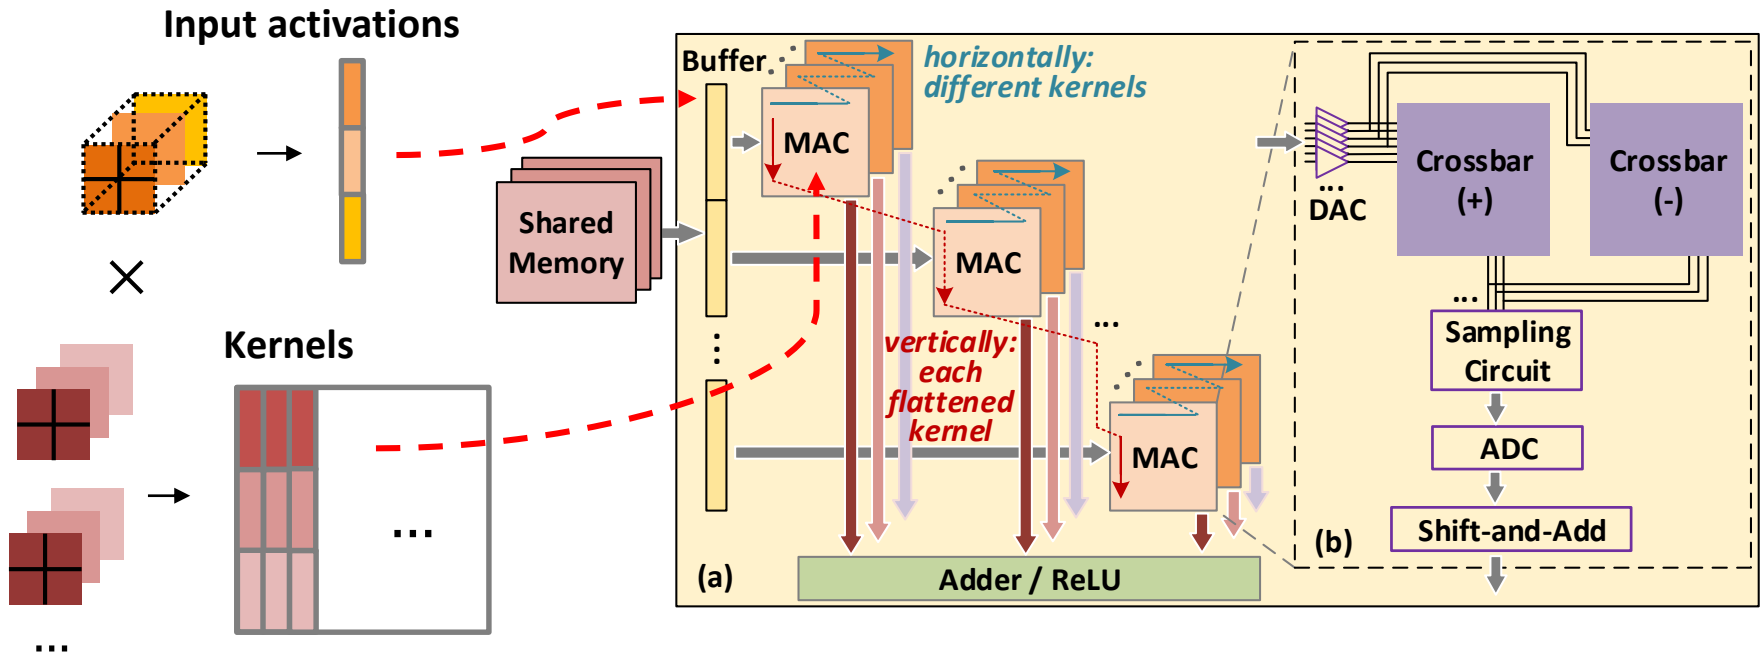 Input activations
Kernels
...
...
Shared
Memory
Buffer
...
horizontally:
different kernels
MAC
MAC
MAC
...
...
...
...
vertically:
each
flattened
kernel
(a)
Adder / ReLU
...
DAC
Crossbar
(+)
Crossbar
(-)
...
Sampling
Circuit
ADC
Shift-and-Add
(b)